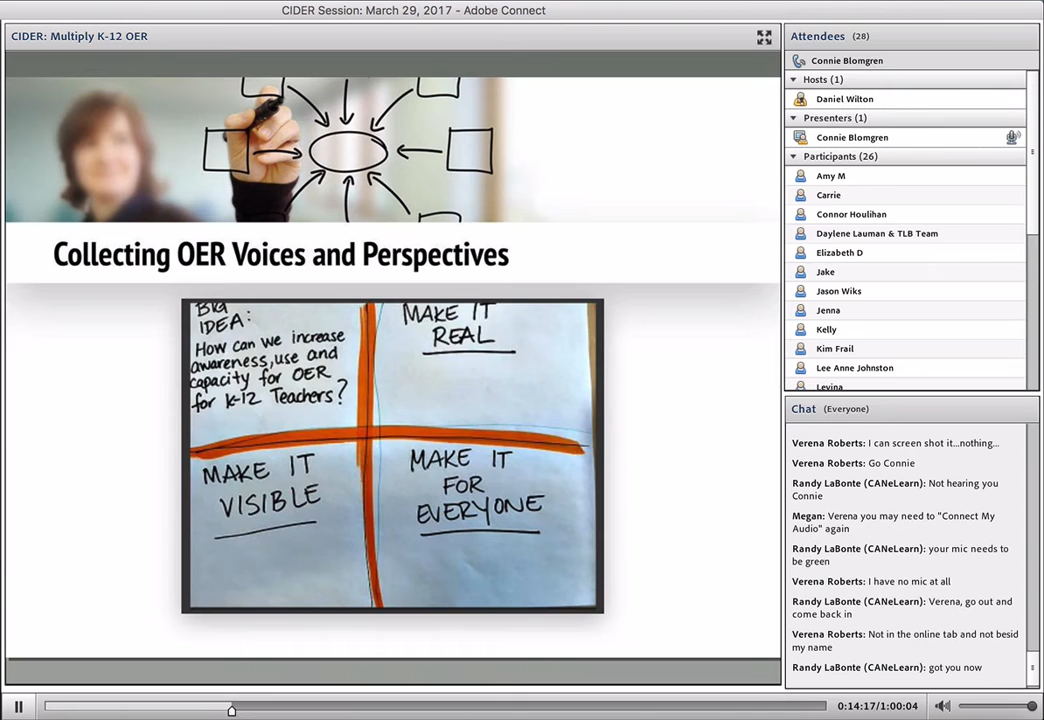 CIDER Session: March 29, 2017 - Adobe Connect
CIDER: Multiply K-12 OER
Collecting OER Voices and Perspectives
BIG
IDEA:
How can we increase
awareness, use and
capacity for OER
for K-12 Teachers?
MAKE IT
REAL
MAKE IT
VISIBLE
MAKE IT
FOR
EVERYONE
Attendees (28)
Connie Blomgren
Hosts (1)
Daniel Wilton
Presenters (1)
Connie Blomgren
Participants (26)
Amy M
Carrie
Connor Houlihan
Daylene Lauman & TLB Team
Elizabeth D
Jake
Jason Wiks
Jenna
Kelly
Kim Frail
Lee Anne Johnston
Levina
Chat (Everyone)
Verena Roberts: I can screen shot it...nothing...
Verena Roberts: Go Connie
Randy LaBonte (CANeLearn): Not hearing you
Connie
Megan: Verena you may need to "Connect My
Audio" again
Randy LaBonte (CANeLearn): your mic needs to
be green
Verena Roberts: I have no mic at all
Randy LaBonte (CANeLearn): Verena, go out and
come back in
Verena Roberts: Not in the online tab and not besid
my name
Randy LaBonte (CANeLearn): got you now
0:14:17/1:00:04